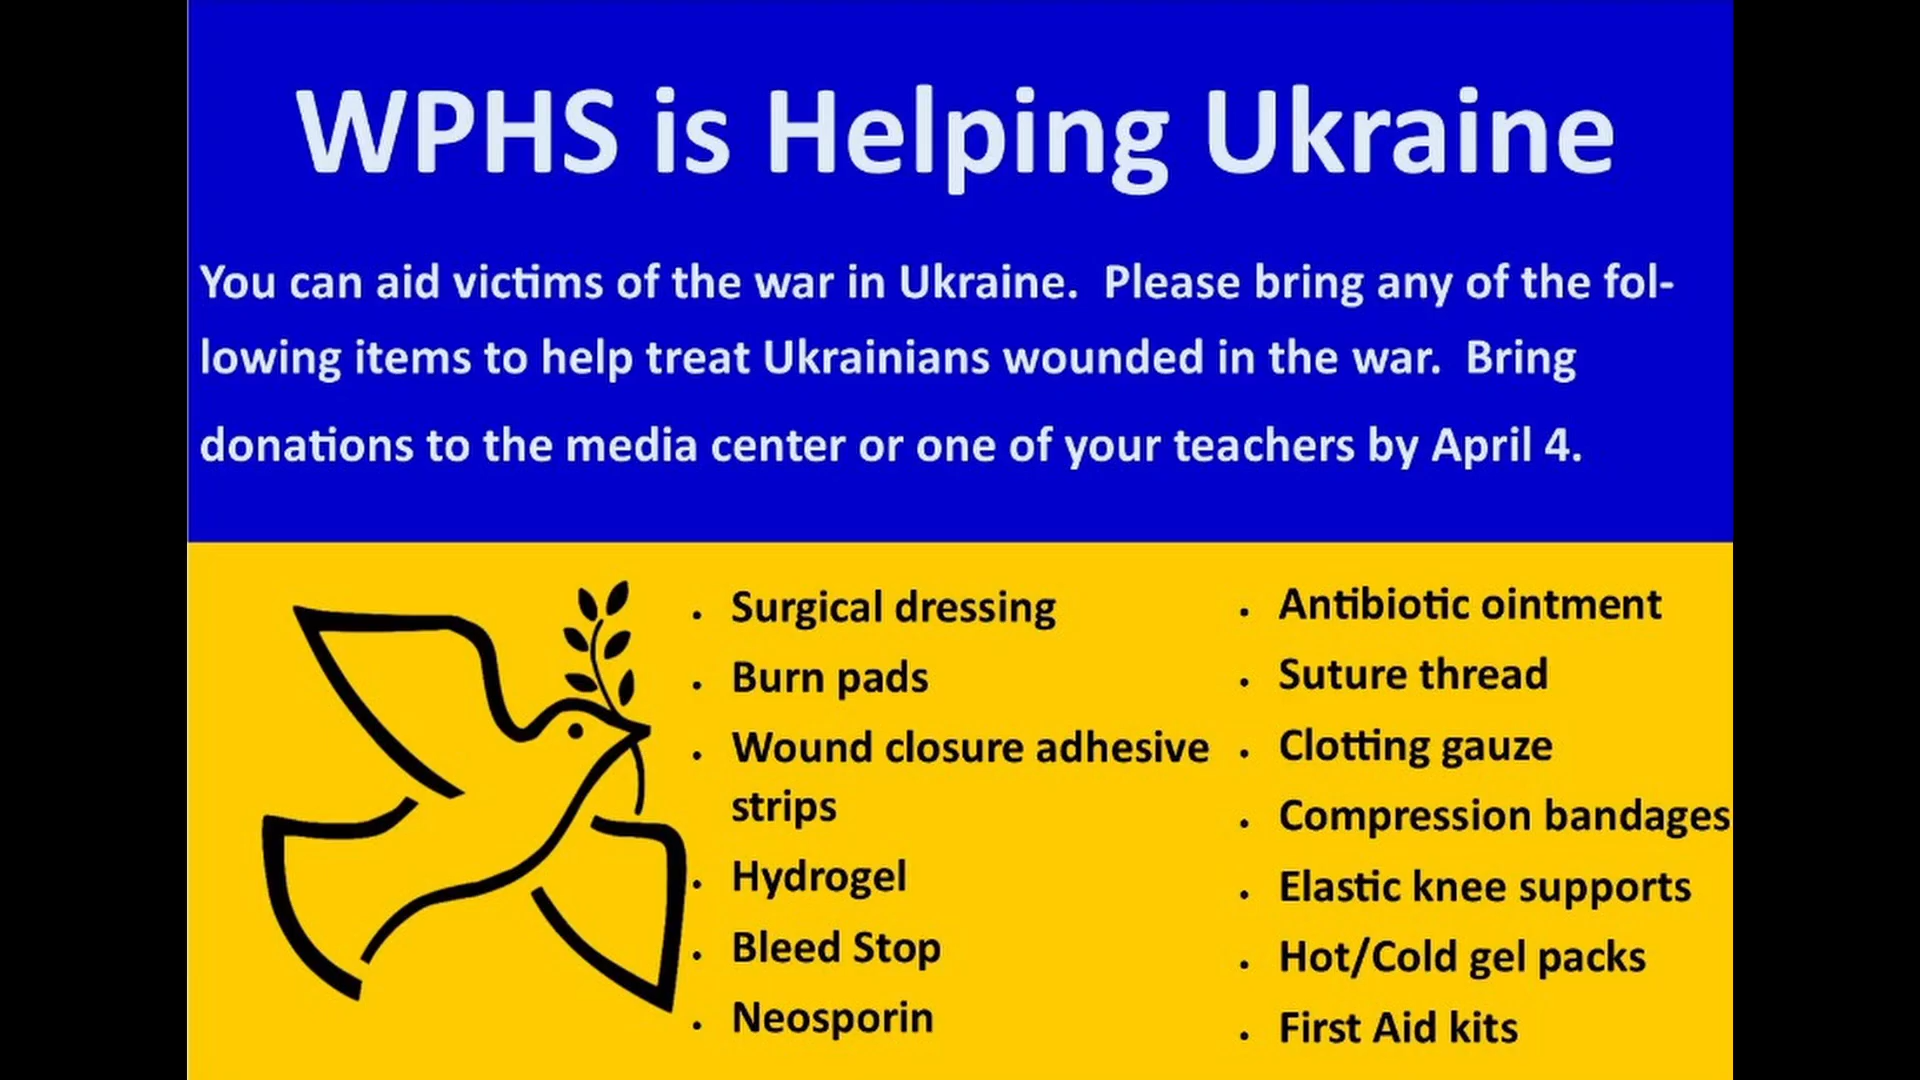 WPHS is Helping Ukraine
You can aid victims of the war in Ukraine.  Please bring any of the fol-
lowing items to help treat Ukrainians wounded in the war.  Bring
donations to the media center or one of your teachers by April 4.
• Surgical dressing
• Burn pads
• Wound closure adhesive
strips
• Hydrogel
• Bleed Stop
• Neosporin
• Antibiotic ointment
• Suture thread
• Clotting gauze
• Compression bandages
• Elastic knee supports
• Hot/Cold gel packs
• First Aid kits